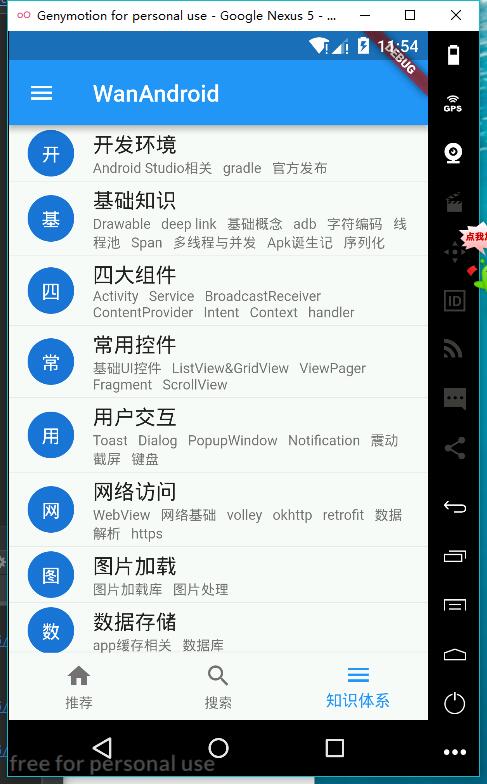 Genymotion for personal use - Google Nexus 5 - ...
11:54
DEBUG
WanAndroid
GPS
开
开发环境
Android Studio相关 gradle 官方发布
基
基础知识
Drawable deep link 基础概念 adb 字符编码 线
程池 Span 多线程与并发 Apk诞生记 序列化
四
四大组件
Activity Service BroadcastReceiver
ContentProvider Intent Context handler
ID
常
常用控件
基础UI控件 ListView&GridView ViewPager
Fragment ScrollView
用
用户交互
Toast Dialog PopupWindow Notification 震动
截屏 键盘
网
网络访问
WebView 网络基础 volley okhttp retrofit 数据
解析 https
图
图片加载
图片加载库 图片处理
数
数据存储
app缓存相关 数据库
推荐
搜索
知识体系
free for personal use